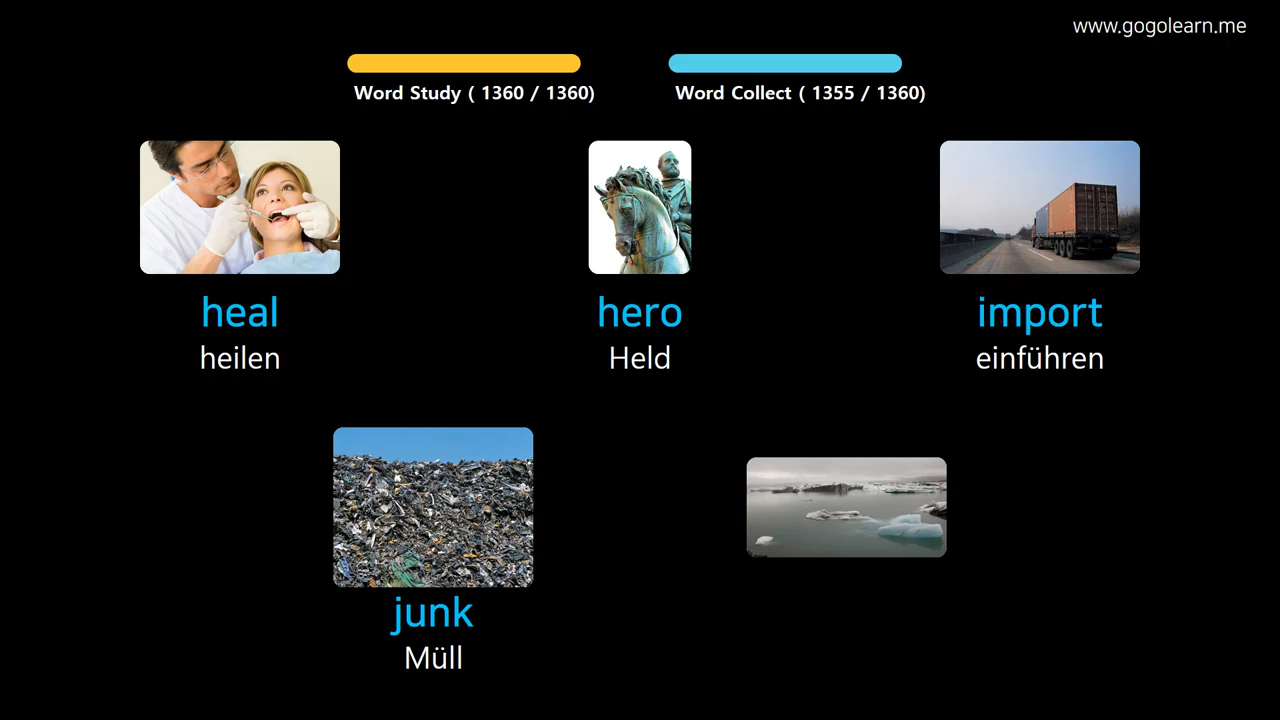 www.gogolearn.me
Word Study ( 1360 / 1360)
Word Collect ( 1355 / 1360)
heal
heilen
hero
Held
import
einführen
junk
Müll